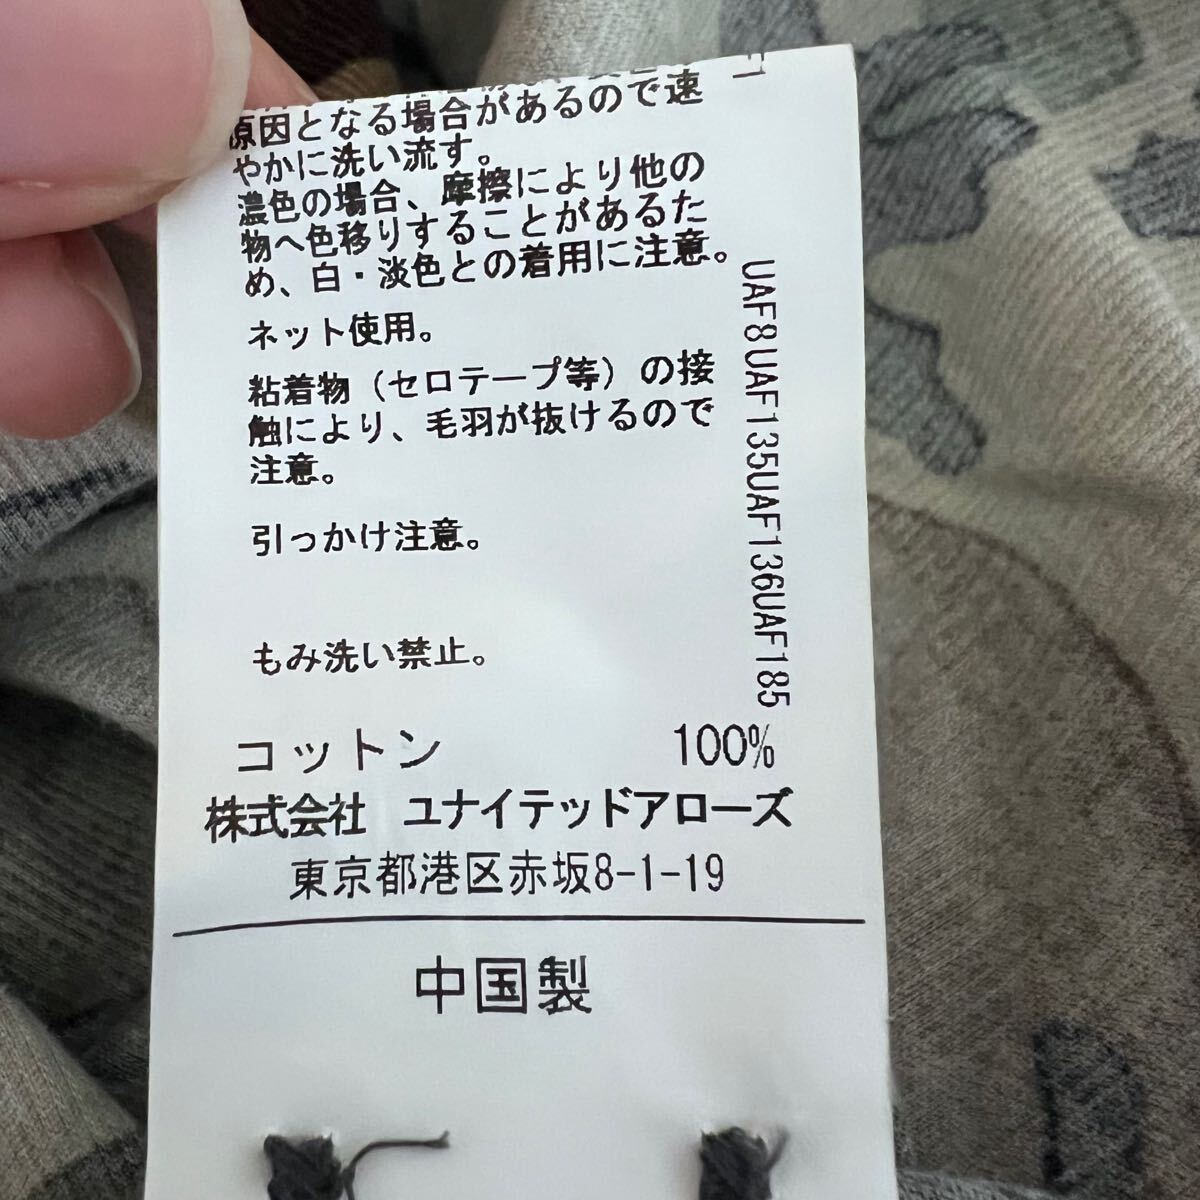 原因となる場合があるので速
やかに洗い流す。
濃色の場合、摩擦により他の
物へ色移りすることがあるた
め、白・淡色との着用に注意。
ネット使用。
粘着物（セロテープ等）の接
触により、毛羽が抜けるので
注意。
引っかけ注意。
もみ洗い禁止。
UAF8UAF135UAF136UAF185
コットン 100%
株式会社 ユナイテッドアローズ
東京都港区赤坂8-1-19
中国製